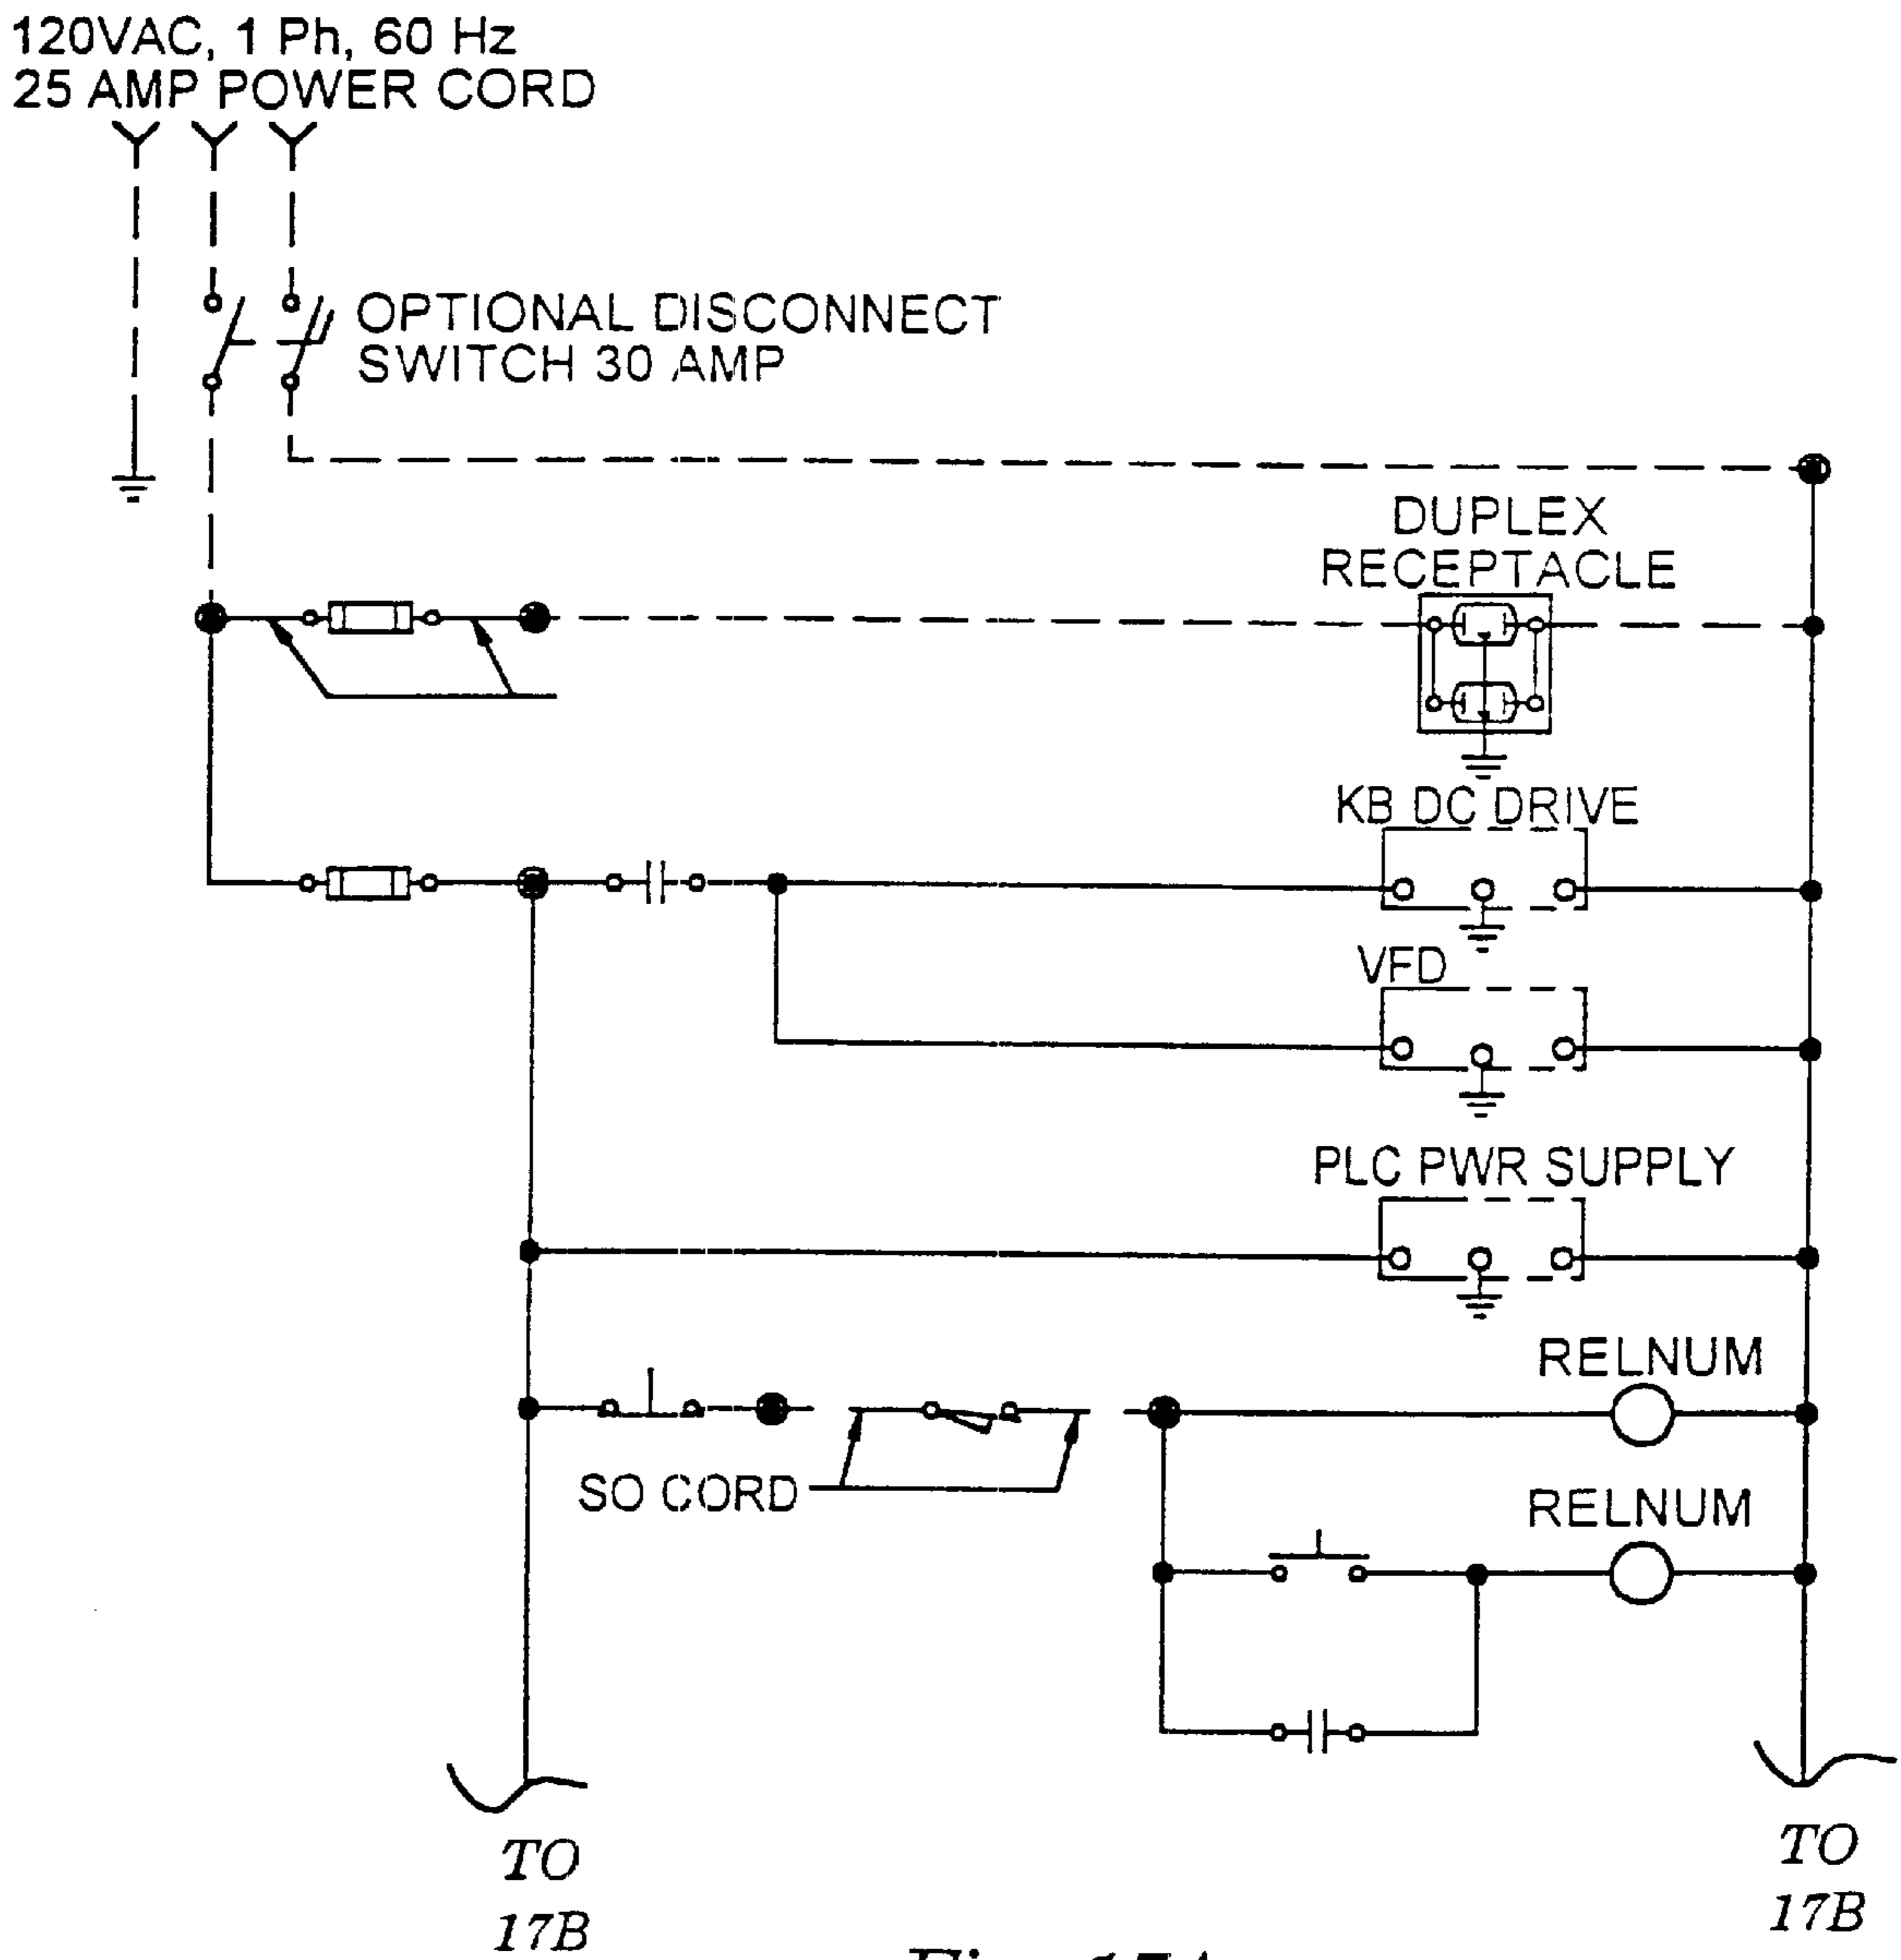 120VAC, 1 Ph, 60 Hz
25 AMP POWER CORD
OPTIONAL DISCONNECT
SWITCH 30 AMP
DUPLEX
RECEPTACLE
KB DC DRIVE
VFD
PLC PWR SUPPLY
RELNUM
SO CORD
RELNUM
TO
17B
TO
17B